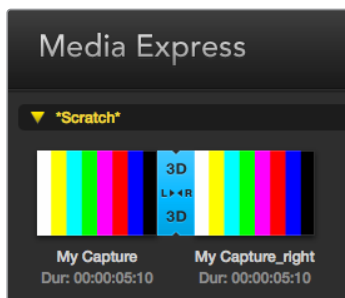 Media Express
*Scratch*
3D
L R
3D
My Capture My Capture_right
Dur: 00:00:05:10 Dur: 00:00:05:10